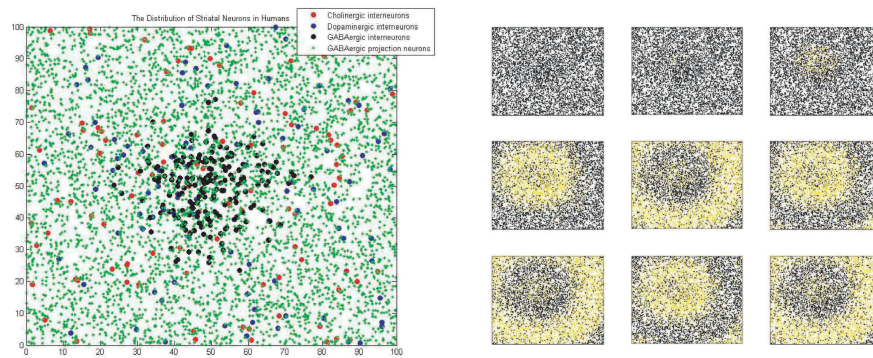 The Distribution of Striatal Neurons in Humans
Cholinergic interneurons
Dopaminergic interneurons
GABAergic interneurons
GABAergic projection neurons
100
90
80
70
60
50
40
30
20
10
0
0 10 20 30 40 50 60 70 80 90 100